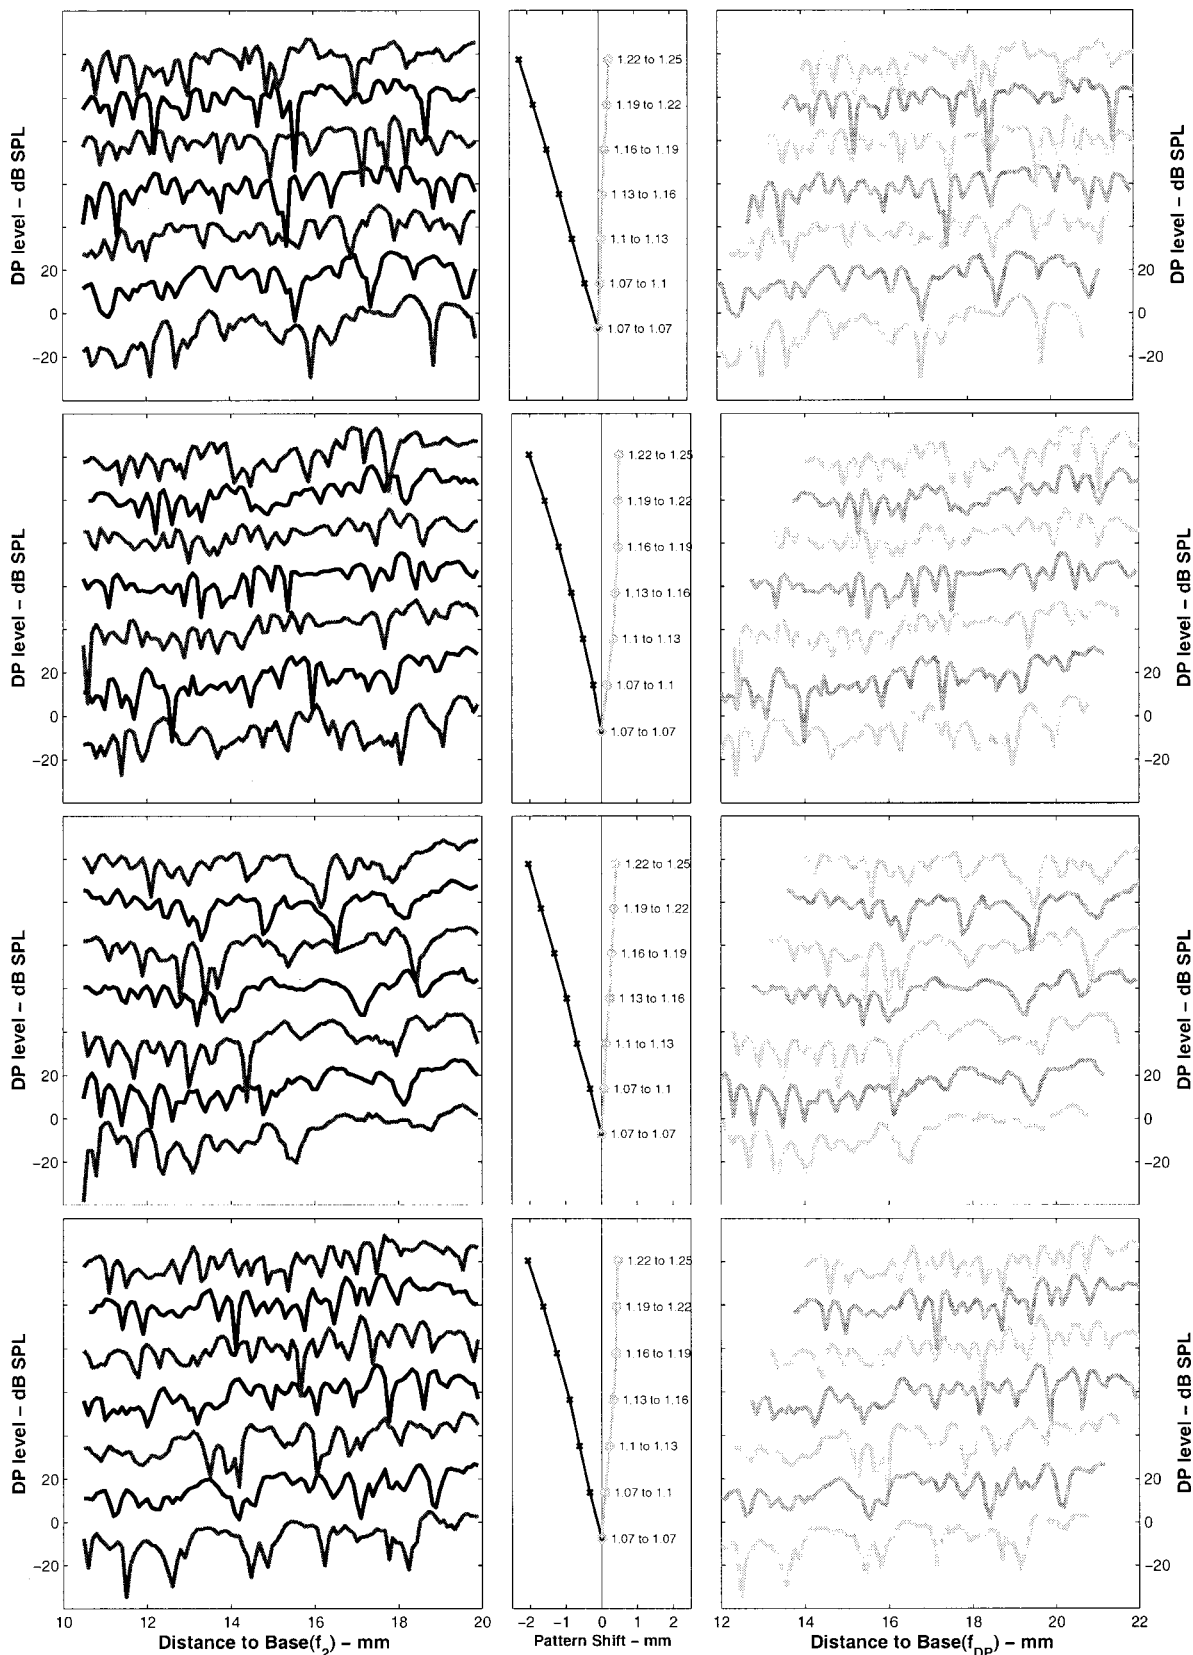 DP level – dB SPL
20
0
−20
1.22 to 1.25
1.19 to 1.22
1.16 to 1.19
1.13 to 1.16
1.1 to 1.13
1.07 to 1.1
1.07 to 1.07
20
0
−20
DP level – dB SPL
DP level – dB SPL
20
0
−20
1.22 to 1.25
1.19 to 1.22
1.16 to 1.19
1.13 to 1.16
1.1 to 1.13
1.07 to 1.1
1.07 to 1.07
20
0
−20
DP level – dB SPL
DP level – dB SPL
20
0
−20
1.22 to 1.25
1.19 to 1.22
1.16 to 1.19
1.13 to 1.16
1.1 to 1.13
1.07 to 1.1
1.07 to 1.07
20
0
−20
DP level – dB SPL
DP level – dB SPL
20
0
−20
1.22 to 1.25
1.19 to 1.22
1.16 to 1.19
1.13 to 1.16
1.1 to 1.13
1.07 to 1.1
1.07 to 1.07
20
0
−20
DP level – dB SPL
10 12 14 16 18 20
Distance to Base(f2) – mm
−2 −1 0 1 2
Pattern Shift – mm
12 14 16 18 20 22
Distance to Base(fDP) – mm